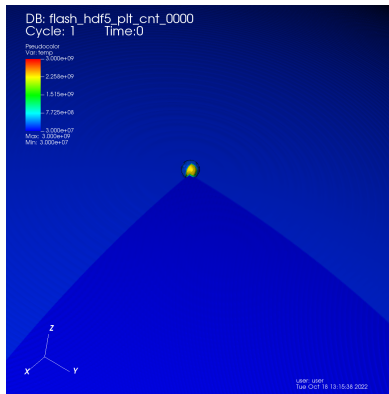 DB: flash_hdf5_plt_cnt_0000
Cycle: 1 Time:0
Pseudocolor
Var: temp
3.000e+09
2.258e+09
1.515e+09
7.725e+08
3.000e+07
Max: 3.000e+09
Min: 3.000e+07
Z
X
Y
user: user
Tue Oct 18 13:15:38 2022